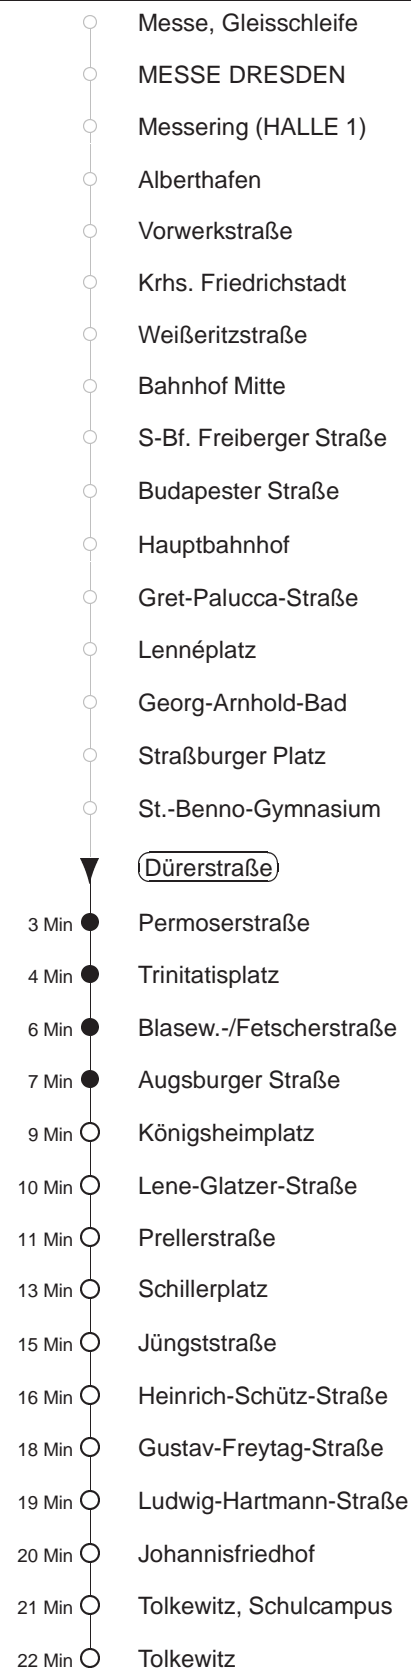 Messe, Gleisschleife
MESSE DRESDEN
Messering (HALLE 1)
Alberthafen
Vorwerkstraße
Krhs. Friedrichstadt
Weißeritzstraße
Bahnhof Mitte
S-Bf. Freiberger Straße
Budapester Straße
Hauptbahnhof
Gret-Palucca-Straße
Lennéplatz
Georg-Arnhold-Bad
Straßburger Platz
St.-Benno-Gymnasium
Dürerstraße
3 Min Permoserstraße
4 Min Trinitatisplatz
6 Min Blasew.-/Fetscherstraße
7 Min Augsburger Straße
9 Min Königsheimplatz
10 Min Lene-Glatzer-Straße
11 Min Prellerstraße
13 Min Schillerplatz
15 Min Jüngststraße
16 Min Heinrich-Schütz-Straße
18 Min Gustav-Freytag-Straße
19 Min Ludwig-Hartmann-Straße
20 Min Johannisfriedhof
21 Min Tolkewitz, Schulcampus
22 Min Tolkewitz